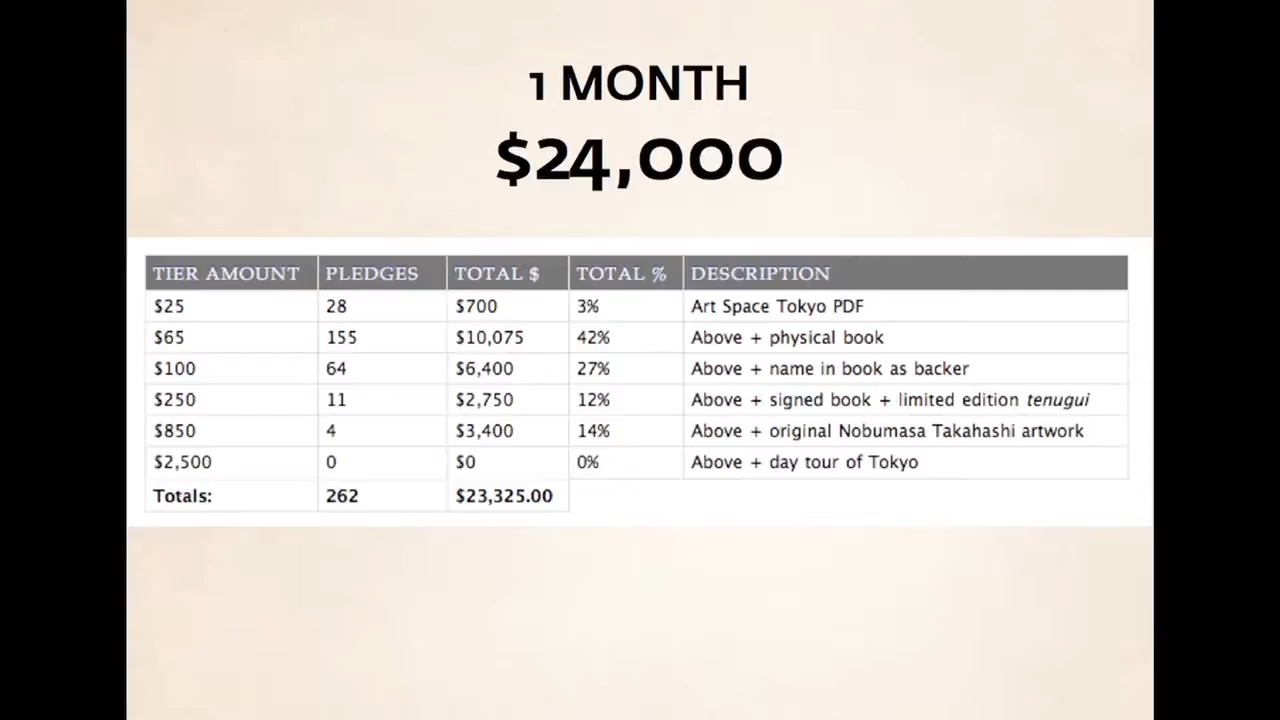 1 MONTH
$24,000
TIER AMOUNT PLEDGES TOTAL $ TOTAL % DESCRIPTION
$25 28 $700 3% Art Space Tokyo PDF
$65 155 $10,075 42% Above + physical book
$100 64 $6,400 27% Above + name in book as backer
$250 11 $2,750 12% Above + signed book + limited edition tenugui
$850 4 $3,400 14% Above + original Nobumasa Takahashi artwork
$2,500 0 $0 0% Above + day tour of Tokyo
Totals: 262 $23,325.00